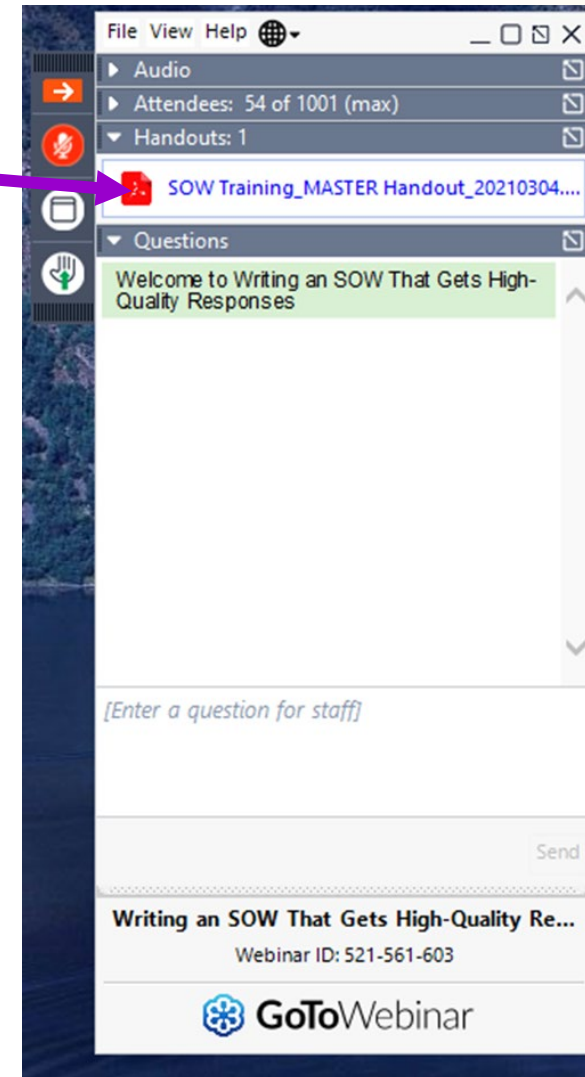 File View Help
Audio
Attendees: 54 of 1001 (max)
Handouts: 1
SOW Training_MASTER Handout_20210304....
Questions
Welcome to Writing an SOW That Gets High-
Quality Responses
[Enter a question for staff]
Send
Writing an SOW That Gets High-Quality Re...
Webinar ID: 521-561-603
GoToWebinar